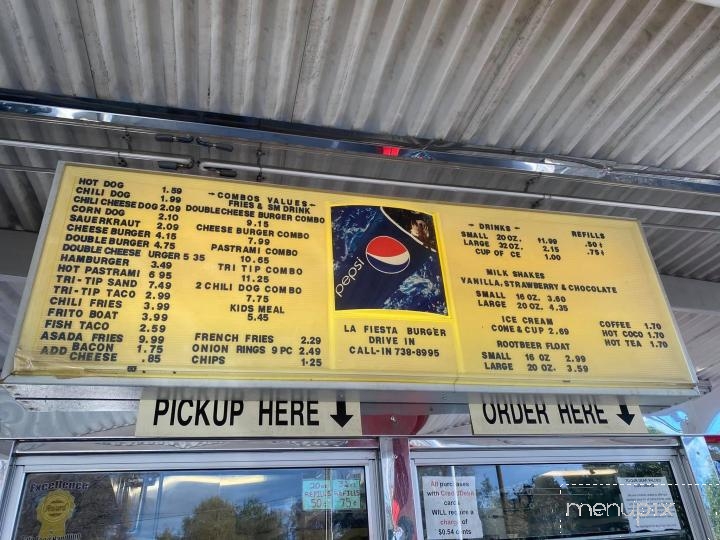 HOT DOG 1.59
CHILI DOG 1.99
CHILI CHEESE DOG 2.09
CORN DOG 2.10
SAUERKRAUT 2.09
CHEESE BURGER 4.15
DOUBLE BURGER 4.75
DOUBLE CHEESE URGER 5 35
HAMBURGER 3.49
HOT PASTRAMI 6 95
TRI-TIP SAND 7.49
TRI-TIP TACO 2.99
CHILI FRIES 3.99
FRITO BOAT 3.99
FISH TACO 2.59
ASADA FRIES 9.99
ADD BACON 1.75
CHEESE .85
COMBOS VALUES
FRIES & SM DRINK
DOUBLECHEESE BURGER COMBO
9.15
CHEESE BURGER COMBO
7.99
PASTRAMI COMBO
10.65
TRI TIP COMBO
11.25
2 CHILI DOG COMBO
7.75
KIDS MEAL
5.45
FRENCH FRIES 2.29
ONION RINGS 9 PC 2.49
CHIPS 1.25
pepsi
LA FIESTA BURGER
DRIVE IN
CALL-IN 738-8995
DRINKS REFILLS
SMALL 20 OZ. 1.99 .50¢
LARGE 32 OZ. 2.15 .75¢
CUP OF CE 1.00
MILK SHAKES
VANILLA, STRAWBERRY & CHOCOLATE
SMALL 16 OZ. 3.60
LARGE 20 OZ. 4.35
ICE CREAM
CONE & CUP 2.69
ROOTBEER FLOAT
SMALL 16 OZ 2.99
LARGE 20 OZ. 3.59
COFFEE 1.70
HOT COCO 1.70
HOT TEA 1.70
PICKUP HERE
ORDER HERE
Excellence
Award
REFILLS REFILLS
50¢ 75¢
All purchases
with Credit/Debit
cards
WILL require a
charge of
$0.54 cents
menupix